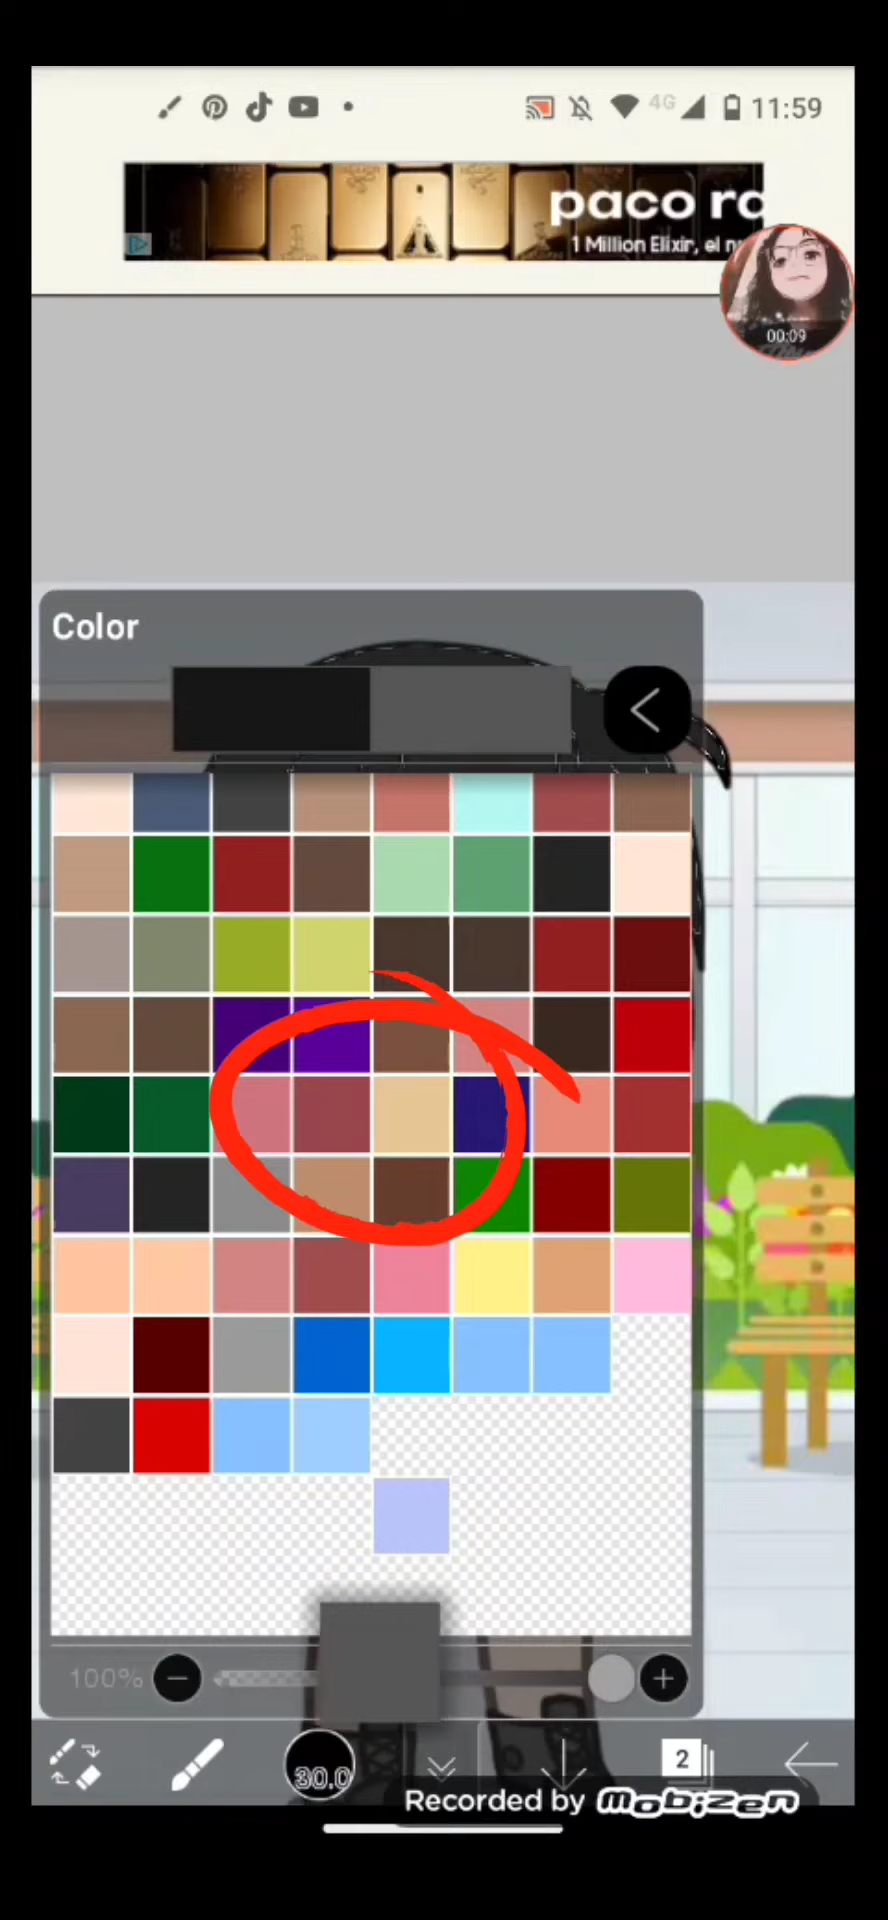 4G 11:59
paco ra
1 Million Elixir, el n
00:09
Color
100%
30.0
2
Recorded by mobizen